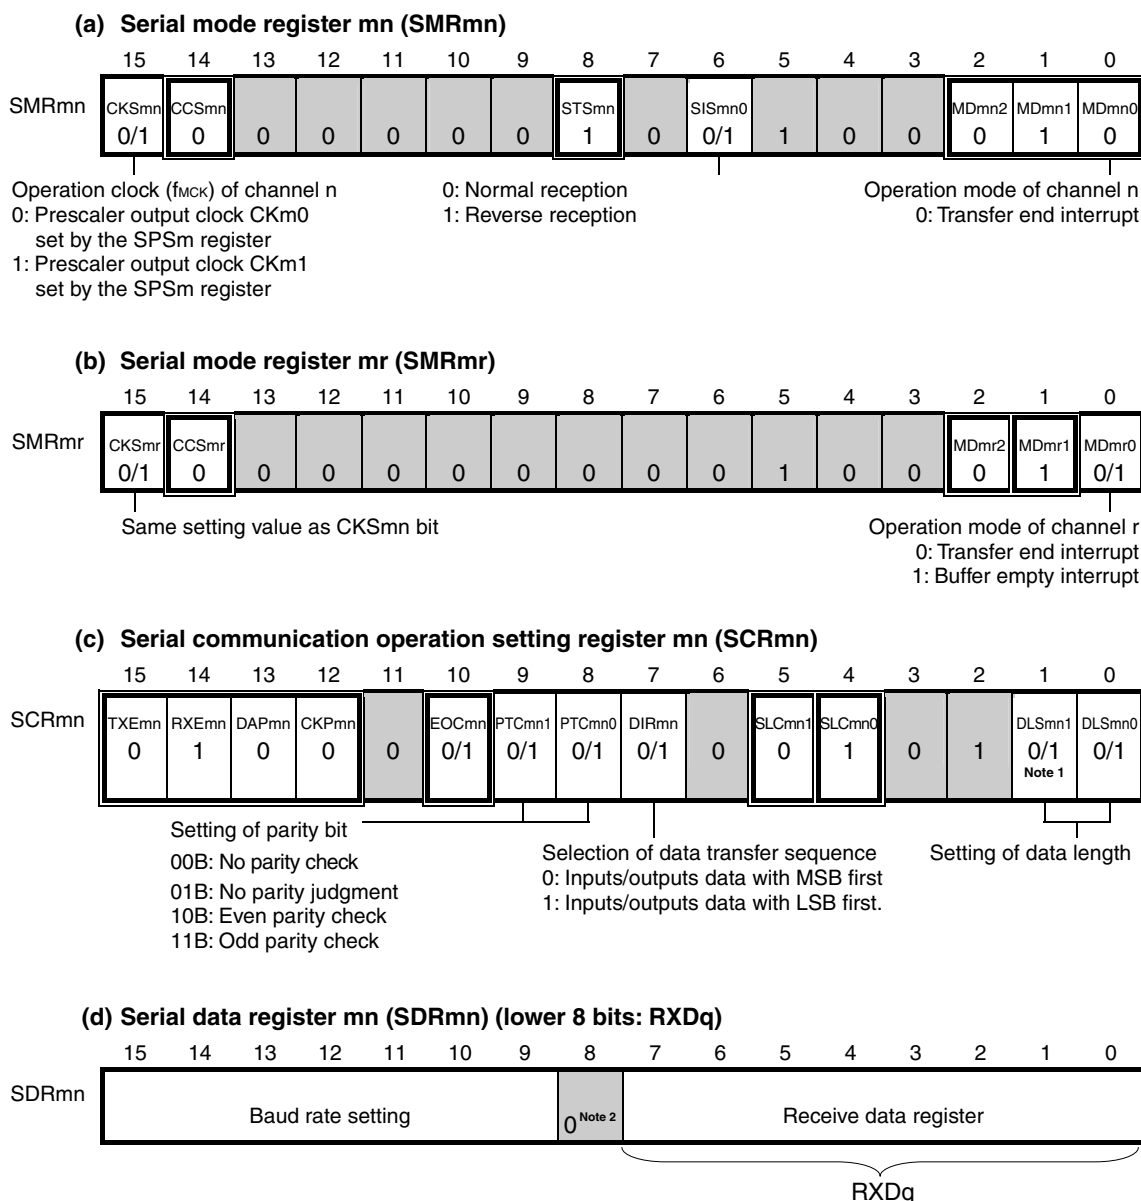 (a) Serial mode register mn (SMRmn)
15 14 13 12 11 10 9 8 7 6 5 4 3 2 1 0
SMRmn
CKSmn CCSmn STSmn SISmn0 MDmn2 MDmn1 MDmn0
0/1 0 0 0 0 0 0 1 0 0/1 1 0 0 0 1 0
Operation clock (fMCK) of channel n
0: Prescaler output clock CKm0
set by the SPSm register
1: Prescaler output clock CKm1
set by the SPSm register
0: Normal reception
1: Reverse reception
Operation mode of channel n
0: Transfer end interrupt
(b) Serial mode register mr (SMRmr)
15 14 13 12 11 10 9 8 7 6 5 4 3 2 1 0
SMRmr
CKSmr CCSmr MDmr2 MDmr1 MDmr0
0/1 0 0 0 0 0 0 0 0 0 1 0 0 0 1 0/1
Same setting value as CKSmn bit
Operation mode of channel r
0: Transfer end interrupt
1: Buffer empty interrupt
(c) Serial communication operation setting register mn (SCRmn)
15 14 13 12 11 10 9 8 7 6 5 4 3 2 1 0
SCRmn
TXEmn RXEmn DAPmn CKPmn EOCmn PTCmn1 PTCmn0 DIRmn SLCmn1 SLCmn0 DLSmn1 DLSmn0
0 1 0 0 0 0/1 0/1 0/1 0/1 0 0 1 0 1 0/1 0/1
Note 1
Setting of parity bit
00B: No parity check
01B: No parity judgment
10B: Even parity check
11B: Odd parity check
Selection of data transfer sequence
0: Inputs/outputs data with MSB first
1: Inputs/outputs data with LSB first.
Setting of data length
(d) Serial data register mn (SDRmn) (lower 8 bits: RXDq)
15 14 13 12 11 10 9 8 7 6 5 4 3 2 1 0
SDRmn
Baud rate setting 0 Note 2 Receive data register
RXDq